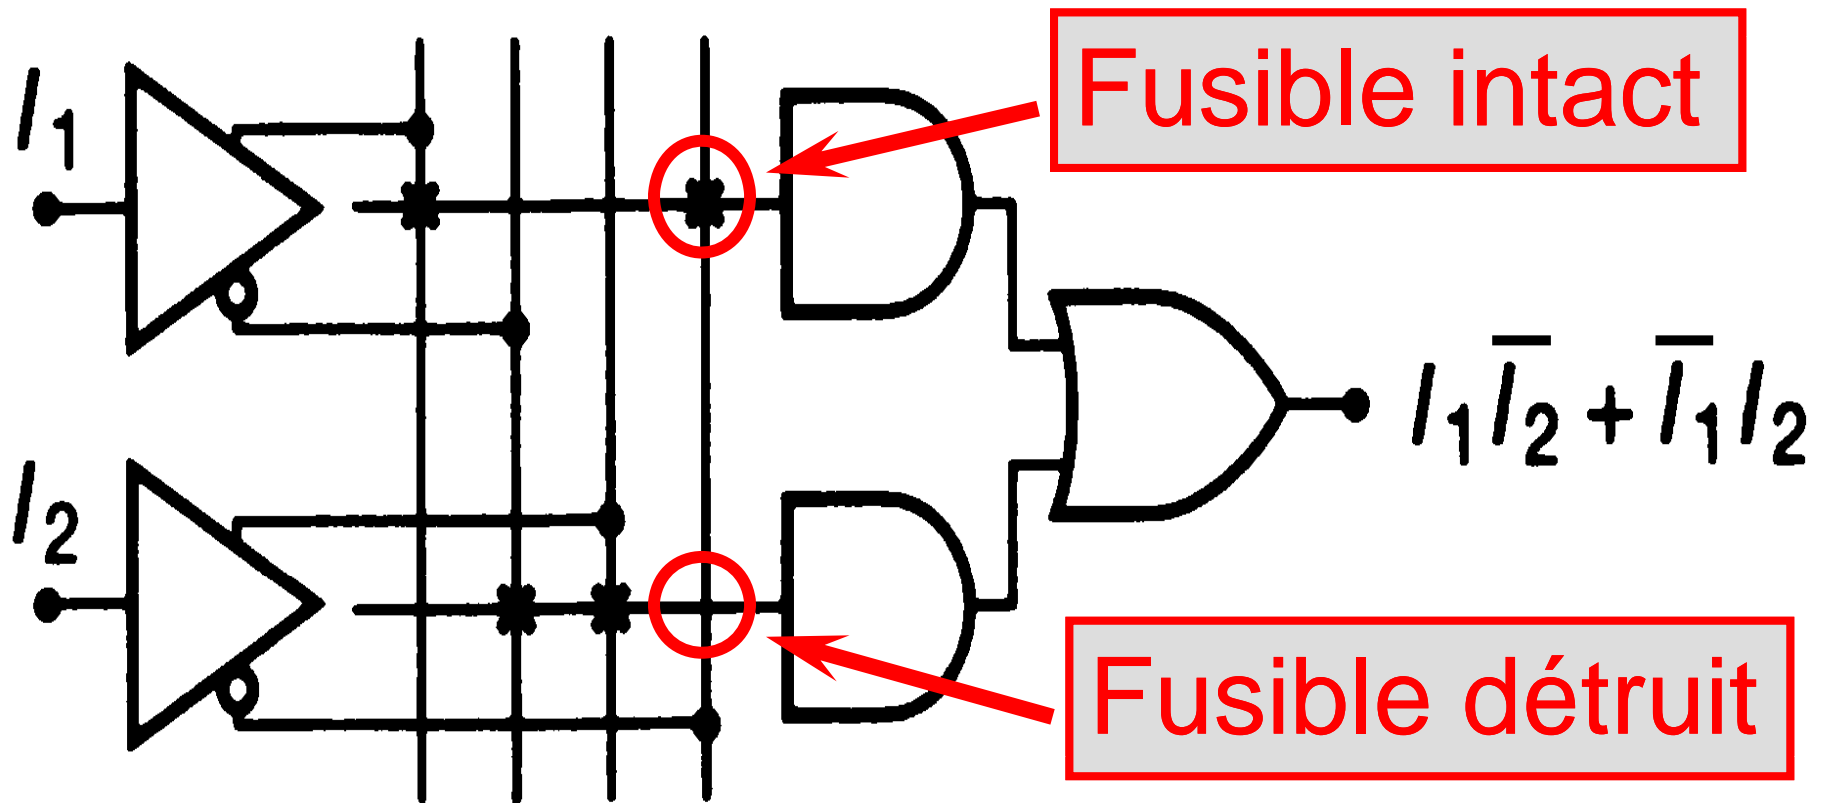 I₁
Fusible intact
I₁I̅₂ + I̅₁I₂
I₂
Fusible détruit